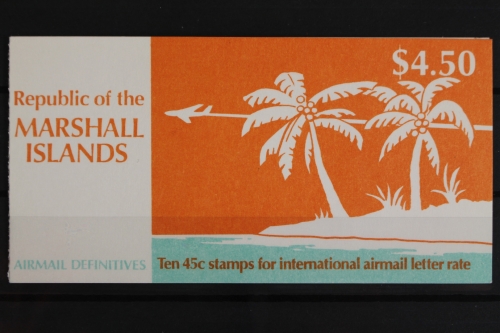 Republic of the
MARSHALL
ISLANDS
AIRMAIL DEFINITIVES
$4.50
Ten 45c stamps for international airmail letter rate